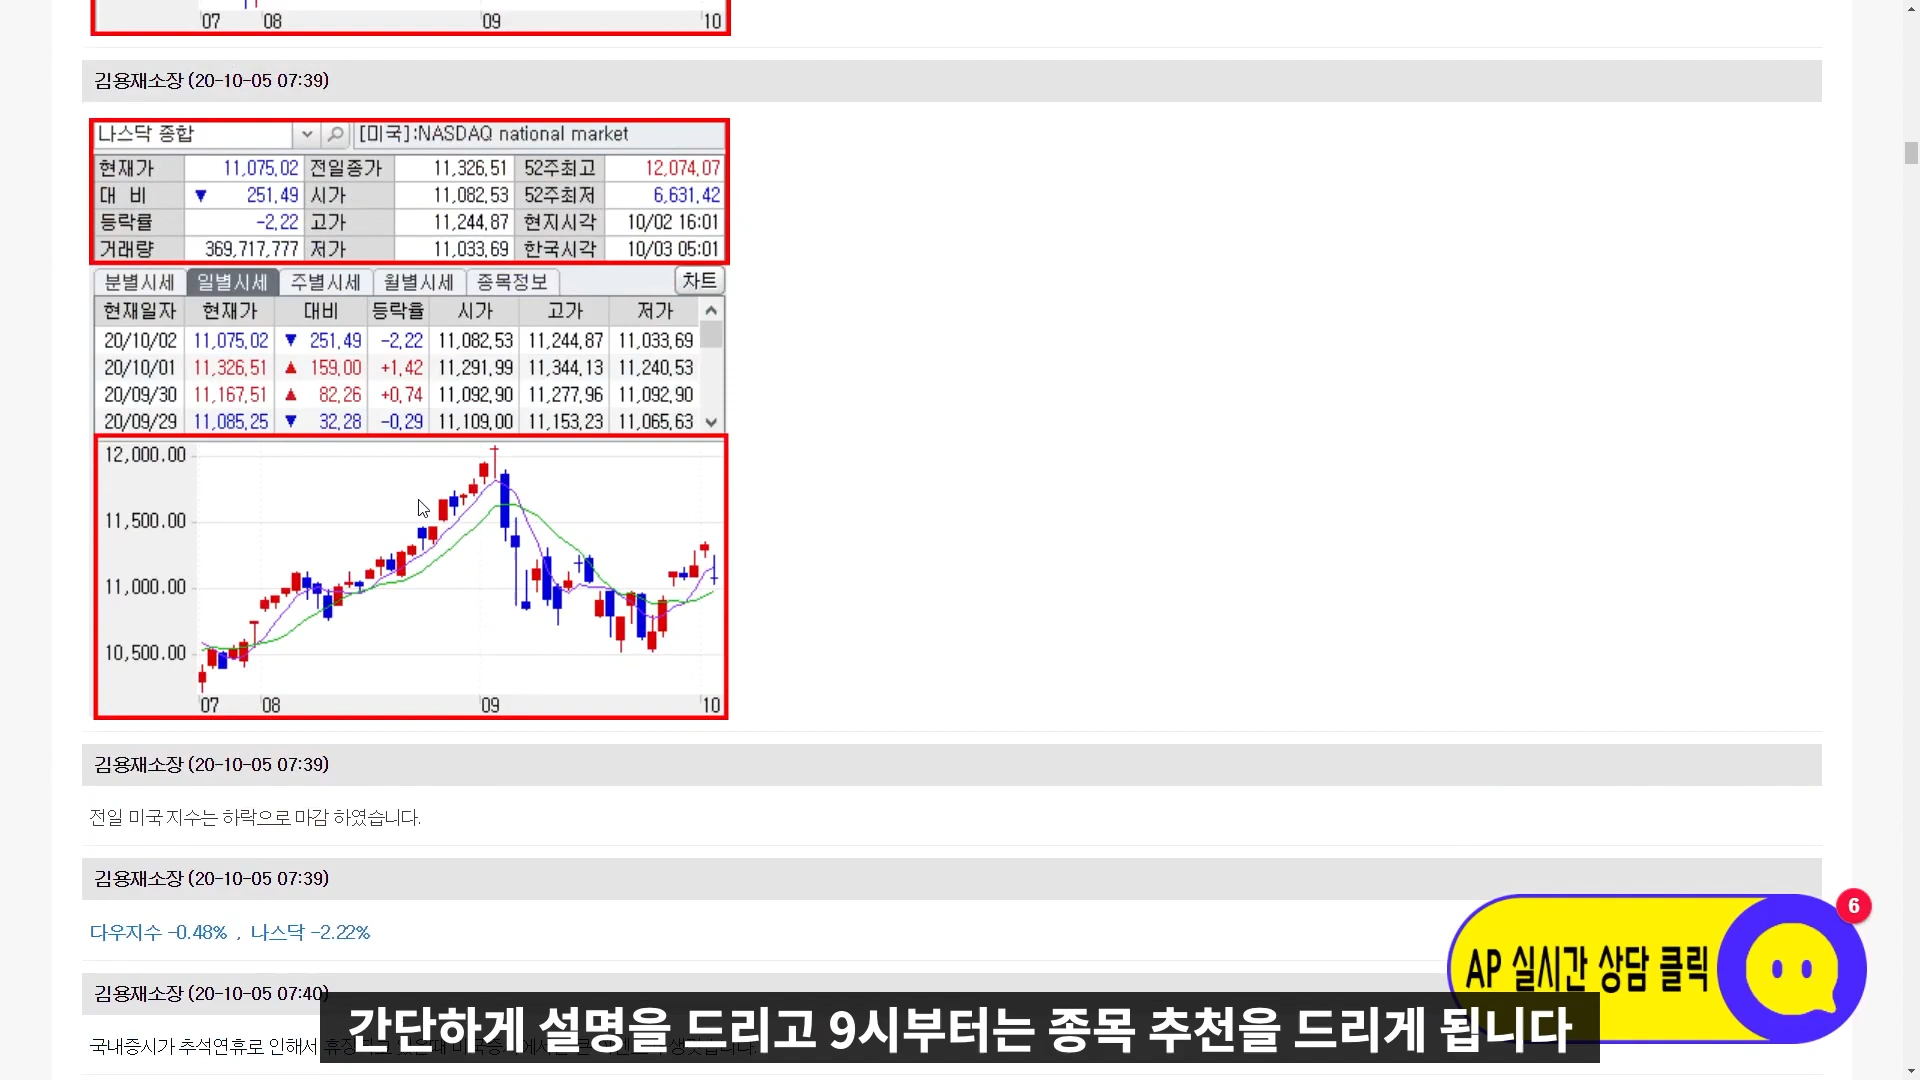 07 08 09 10
김용재소장 (20-10-05 07:39)
나스닥 종합 [미국]:NASDAQ national market
현재가 11,075,02 전일종가 11,326,51 52주최고 12,074,07
대 비 ▼ 251,49 시가 11,082,53 52주최저 6,631,42
등락률 -2,22 고가 11,244,87 현지시각 10/02 16:01
거래량 369,717,777 저가 11,033,69 한국시각 10/03 05:01
분별시세 일별시세 주별시세 월별시세 종목정보 차트
현재일자 현재가 대비 등락율 시가 고가 저가
20/10/02 11,075,02 ▼ 251,49 -2,22 11,082,53 11,244,87 11,033,69
20/10/01 11,326,51 ▲ 159,00 +1,42 11,291,99 11,344,13 11,240,53
20/09/30 11,167,51 ▲ 82,26 +0,74 11,092,90 11,277,96 11,092,90
20/09/29 11,085,25 ▼ 32,28 -0,29 11,109,00 11,153,23 11,065,63
12,000.00
11,500.00
11,000.00
10,500.00
07 08 09 10
김용재소장 (20-10-05 07:39)
전일 미국 지수는 하락으로 마감 하였습니다.
김용재소장 (20-10-05 07:39)
다우지수 -0.48% , 나스닥 -2.22%
6
AP 실시간 상담 클릭
김용재소장 (20-10-05 07:40)
국내증시가 추석연휴로 인해서
간단하게 설명을 드리고 9시부터는 종목 추천을 드리게 됩니다